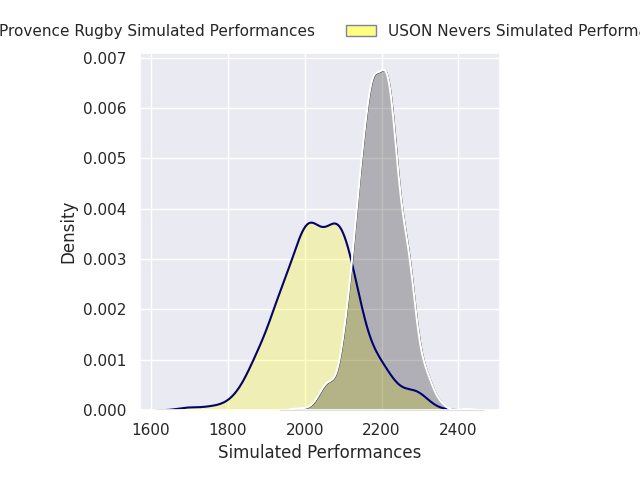 Provence Rugby Simulated Performances
USON Nevers Simulated
0.007
0.006
0.005
0.004
0.003
0.002
0.001
0.000
Density
1600 1800 2000 2200 2400
Simulated Performances